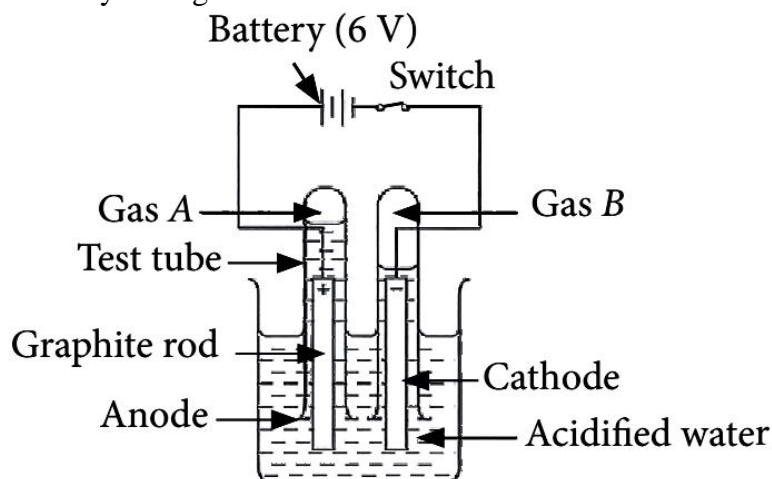 Battery (6 V)
Switch
Gas A
Gas B
Test tube
+
−
Graphite rod
Cathode
Anode
Acidified water